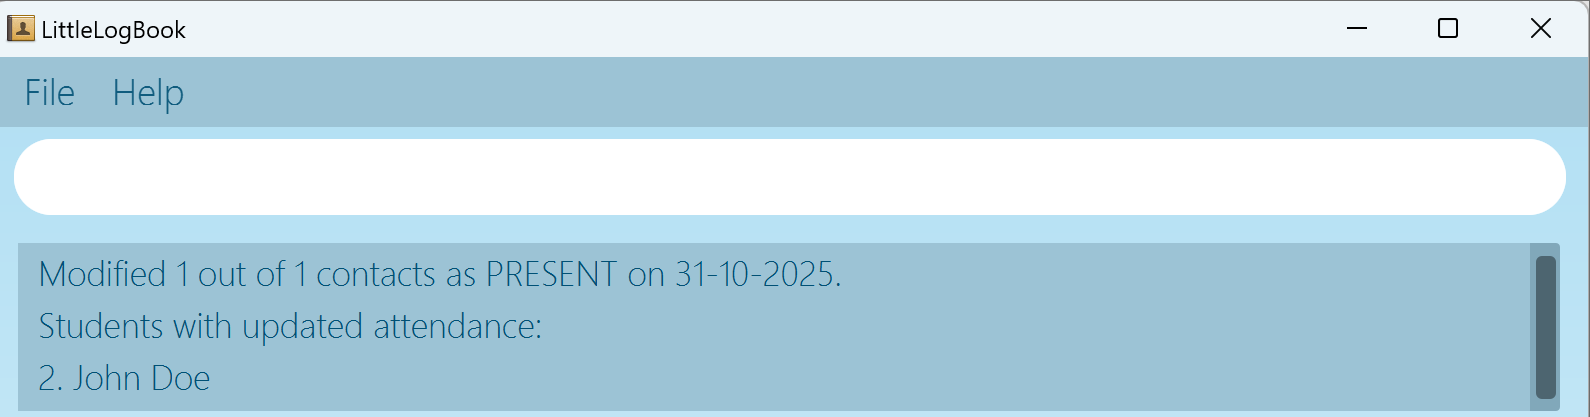 LittleLogBook
File Help
Modified 1 out of 1 contacts as PRESENT on 31-10-2025.
Students with updated attendance:
2. John Doe